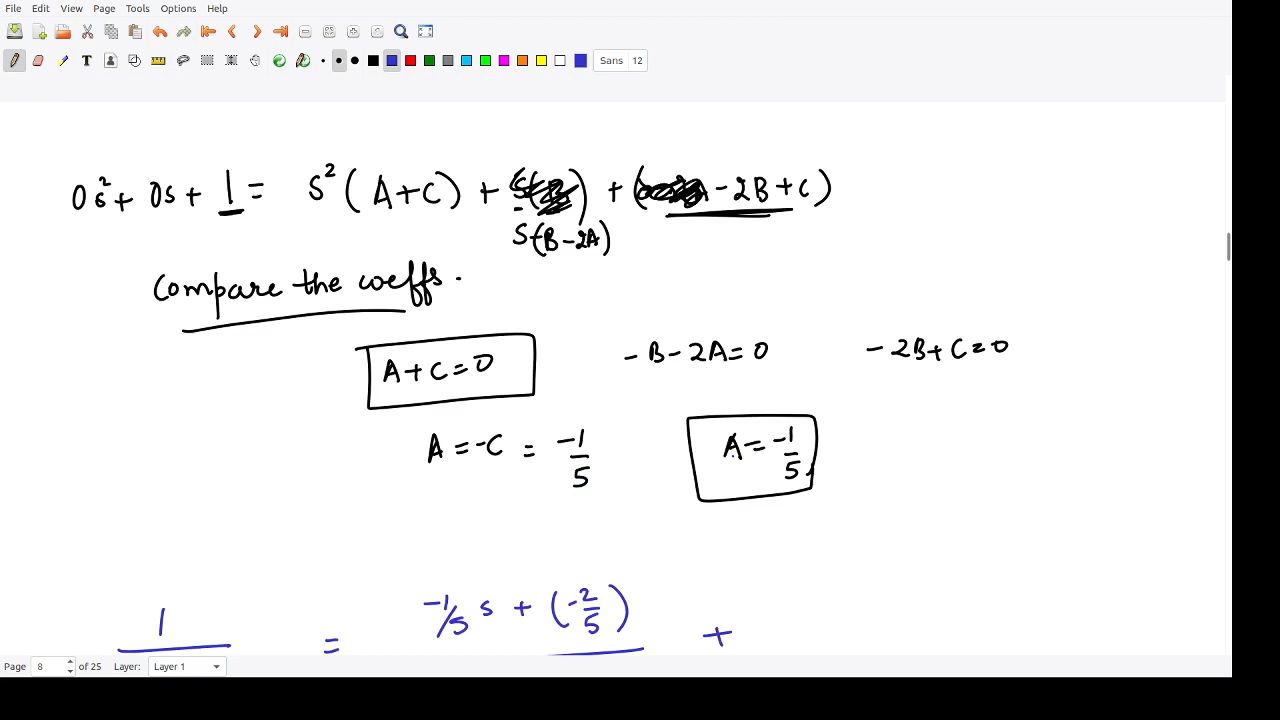 File Edit View Page Tools Options Help
Sans 12
0s² + 0s + 1 = s² (A+C) + + ( - 2B + C)
s(B - 2A)
Compare the coeffs.
A + C = 0 - B - 2A = 0 - 2B + C = 0
A = -C = -1/5 A = -1/5
1 = -1/5 s + (-2/5) +
Page 8 of 25 Layer: Layer 1